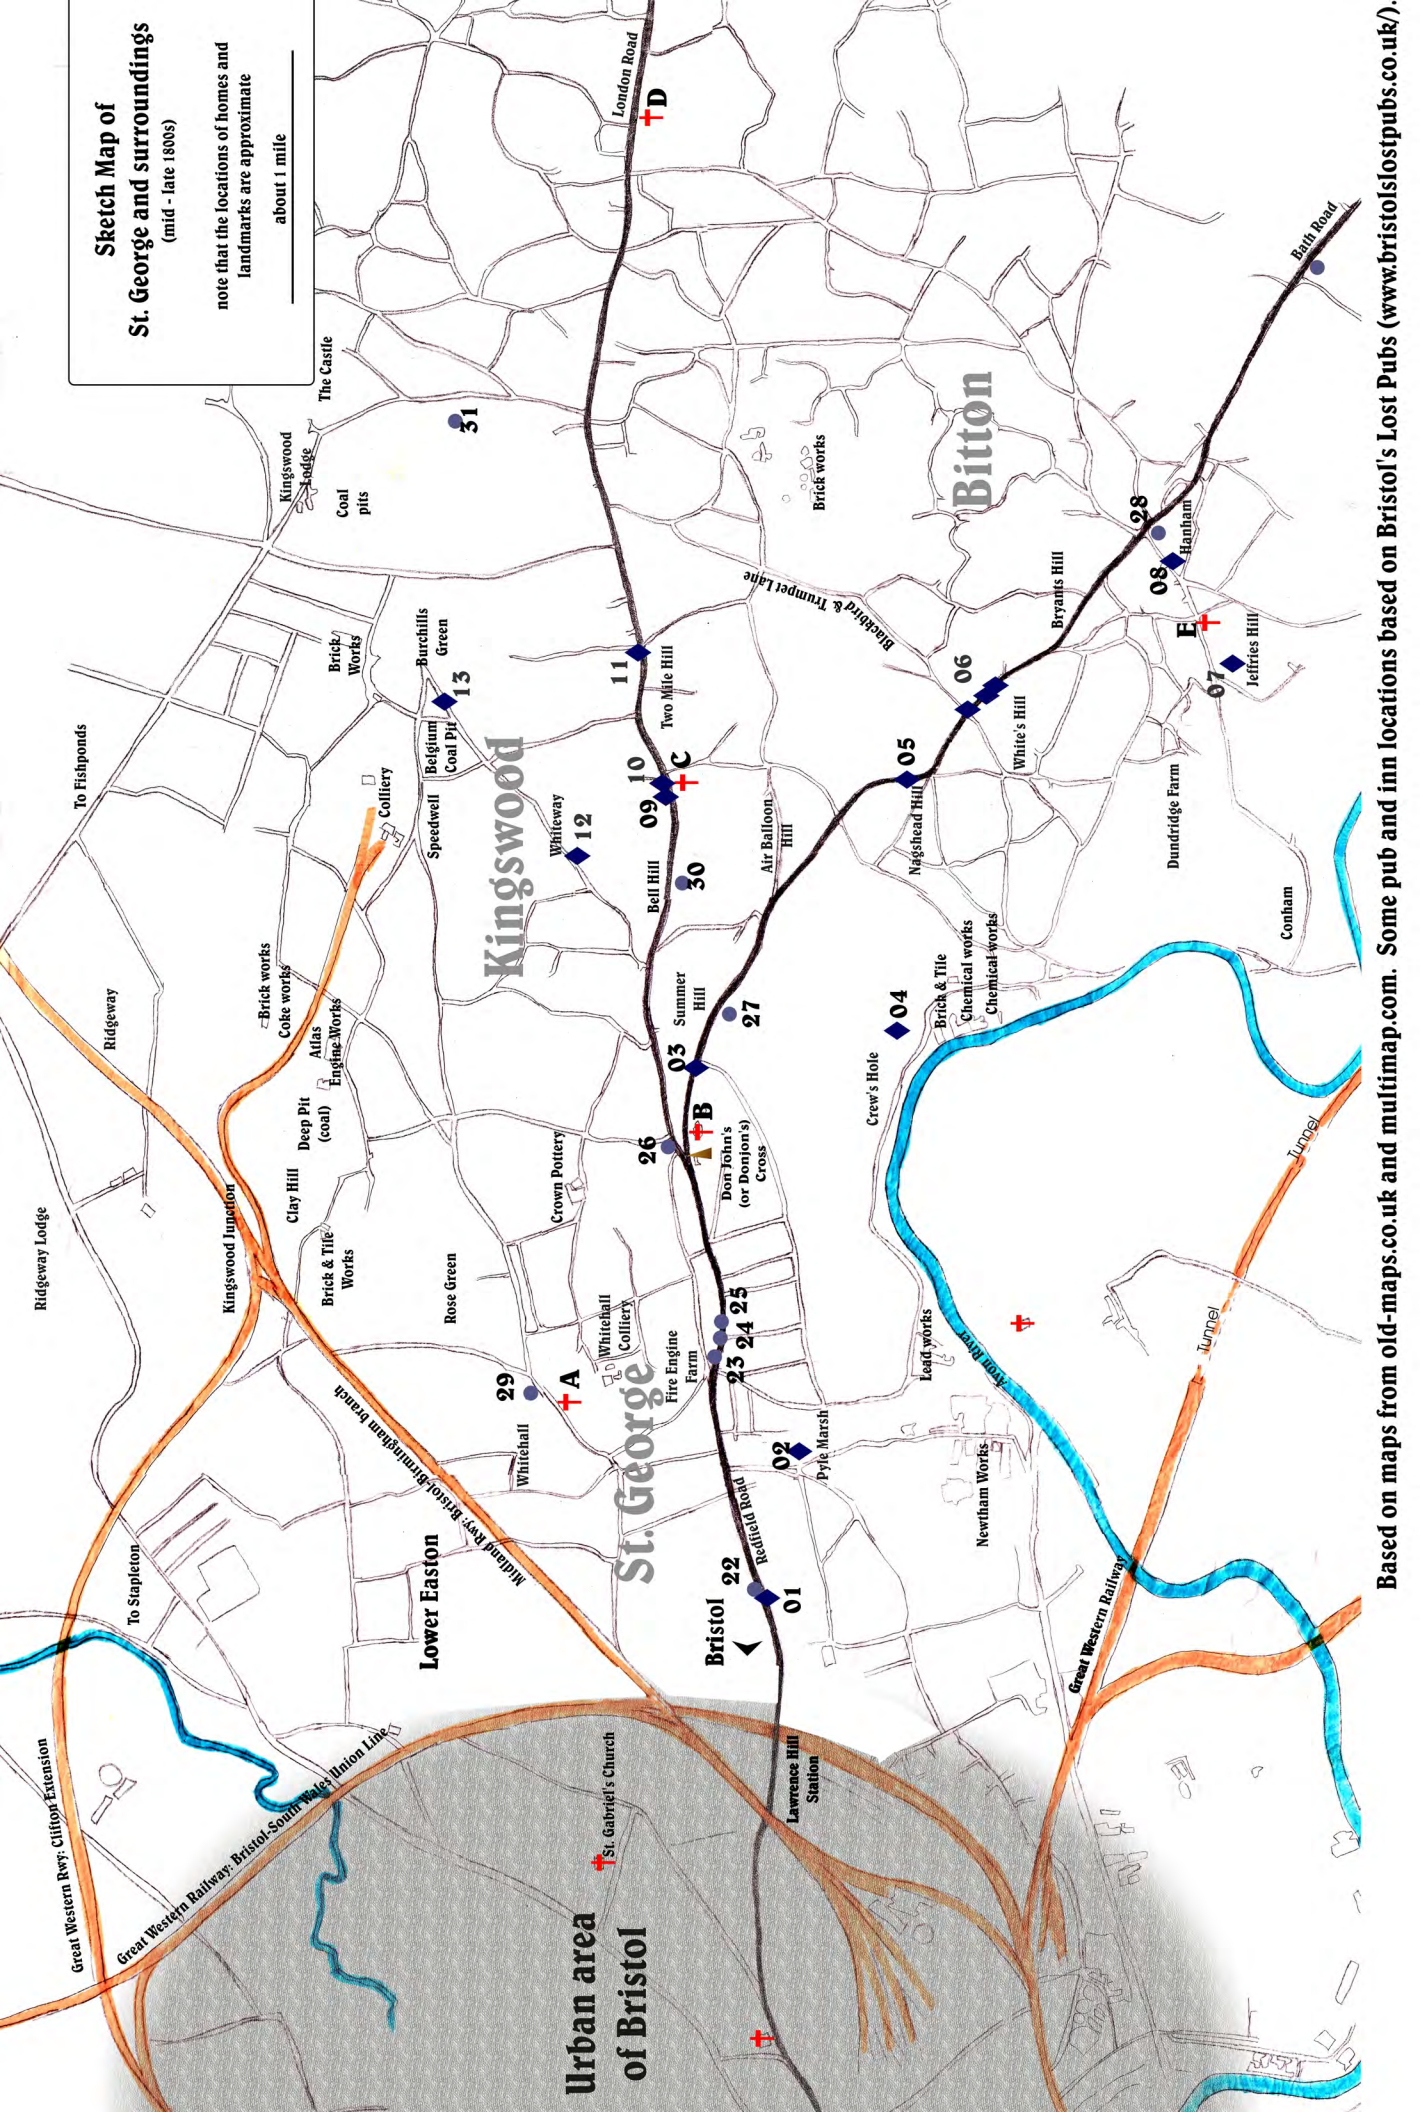 Sketch Map of
St. George and surroundings
(mid - late 1800s)
note that the locations of homes and
landmarks are approximate
about 1 mile
Great Western Rwy: Clifton Extension
Great Western Railway: Bristol-South Wales Union Line
To Stapleton
Ridgeway Lodge
Ridgeway
To Fishponds
Kingswood Junction
Clay Hill
Brick & Tile
Works
Deep Pit
(coal)
Atlas
Engine Works
Brick works
Coke works
Colliery
Brick
Works
Kingswood
Lodge
Coal
pits
The Castle
31
Lower Easton
Midland Rwy: Bristol-Birmingham branch
Rose Green
Speedwell
Belgium
Coal Pit
Burchills
Green
13
Whitehall
29
A
Crown Pottery
Kingswood
Whiteway
12
Urban area
of Bristol
St. Gabriel's Church
St. George
Whitehall
Colliery
Fire Engine
Farm
26
Bell Hill
30
09
10
C
11
Two Mile Hill
London Road
D
Bristol
22
01
Redfield Road
23
24
25
B
Don John's
(or Donjon's)
Cross
03
Summer
Hill
27
Air Balloon
Hill
Blackbird & Trumpet Lane
Brick works
Lawrence Hill
Station
02
Pyle Marsh
Crew's Hole
04
Nagshead Hill
05
06
Bitton
Lead works
Brick & Tile
Chemical works
Chemical works
White's Hill
Bryants Hill
Newtham Works
Avon River
Great Western Railway
Tunnel
Tunnel
Dundridge Farm
Conham
07
Jeffries Hill
E
08
Hanham
28
Bath Road
Based on maps from old-maps.co.uk and multimap.com. Some pub and inn locations based on Bristol's Lost Pubs (www.bristolslostpubs.co.uk/).